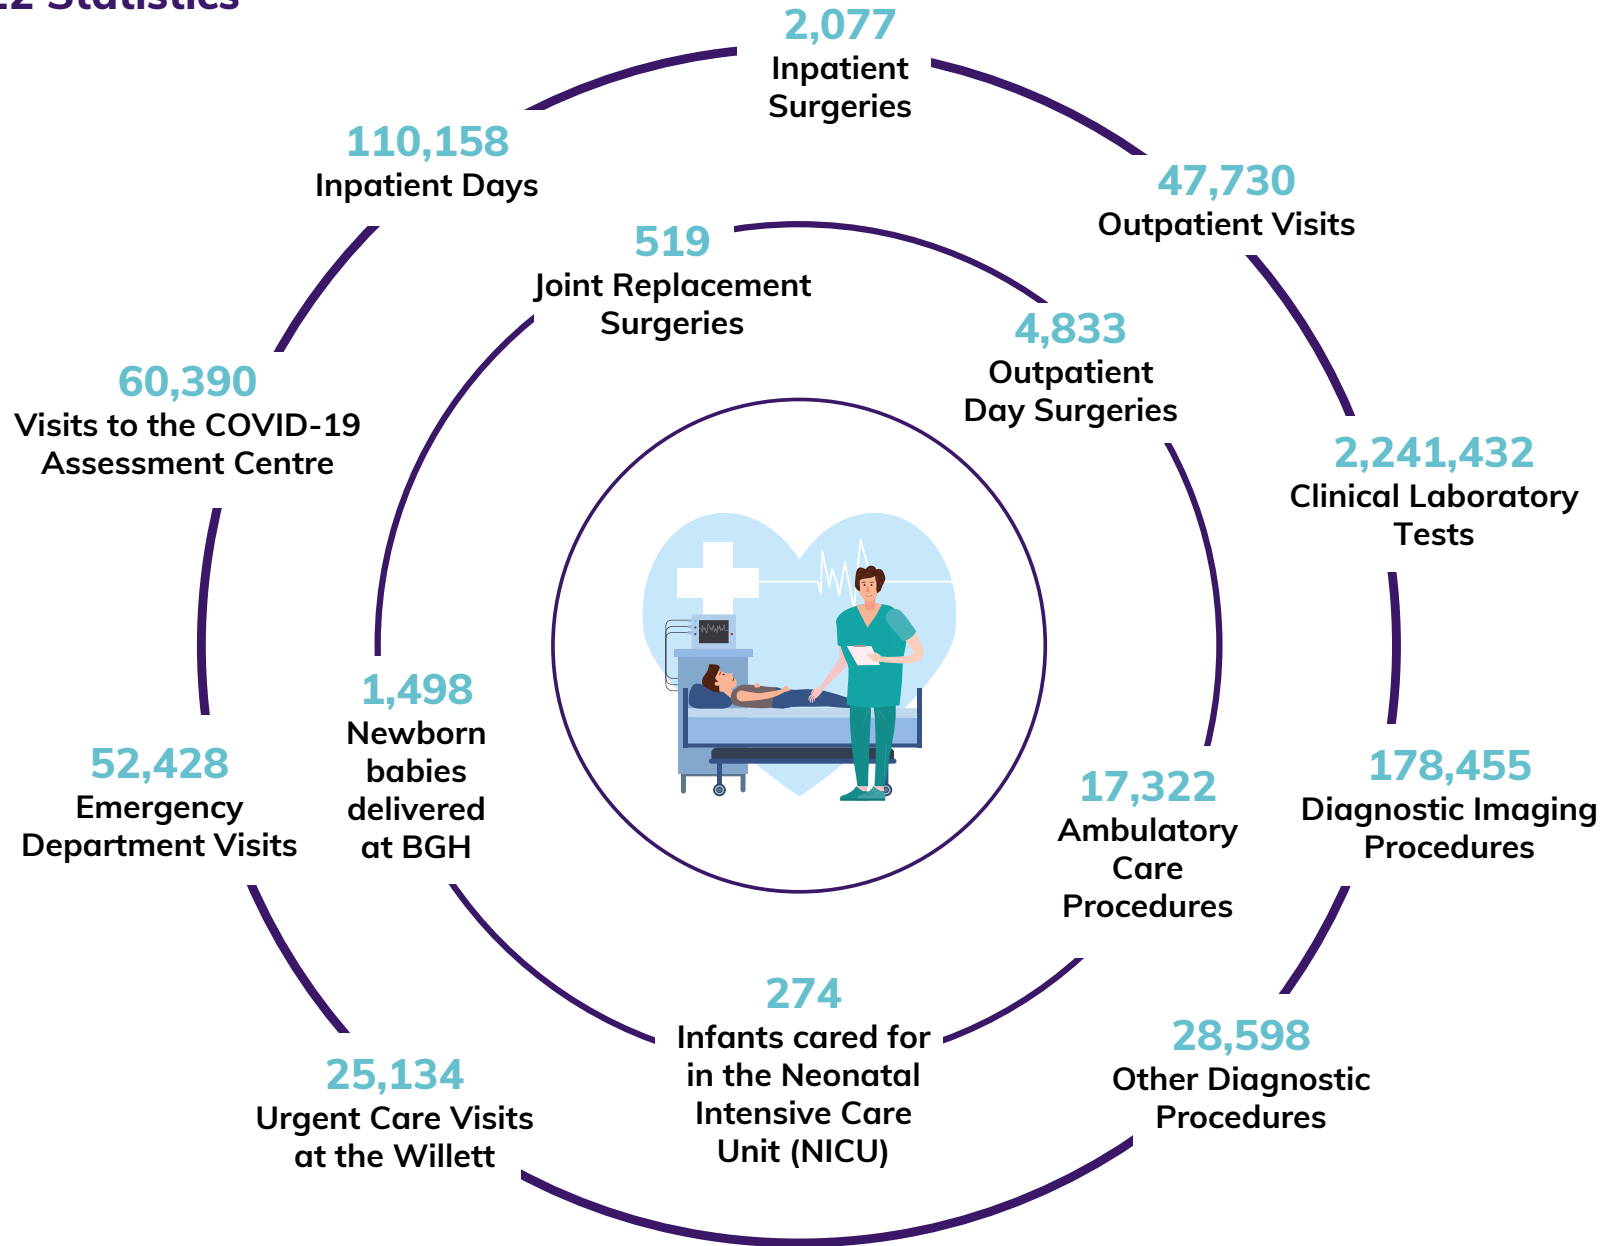 Statistics
2,077
Inpatient
Surgeries
110,158
Inpatient Days
47,730
Outpatient Visits
519
Joint Replacement
Surgeries
4,833
Outpatient
Day Surgeries
60,390
Visits to the COVID-19
Assessment Centre
2,241,432
Clinical Laboratory
Tests
1,498
Newborn
babies
delivered
at BGH
52,428
Emergency
Department Visits
17,322
Ambulatory
Care
Procedures
178,455
Diagnostic Imaging
Procedures
274
Infants cared for
in the Neonatal
Intensive Care
Unit (NICU)
28,598
Other Diagnostic
Procedures
25,134
Urgent Care Visits
at the Willett